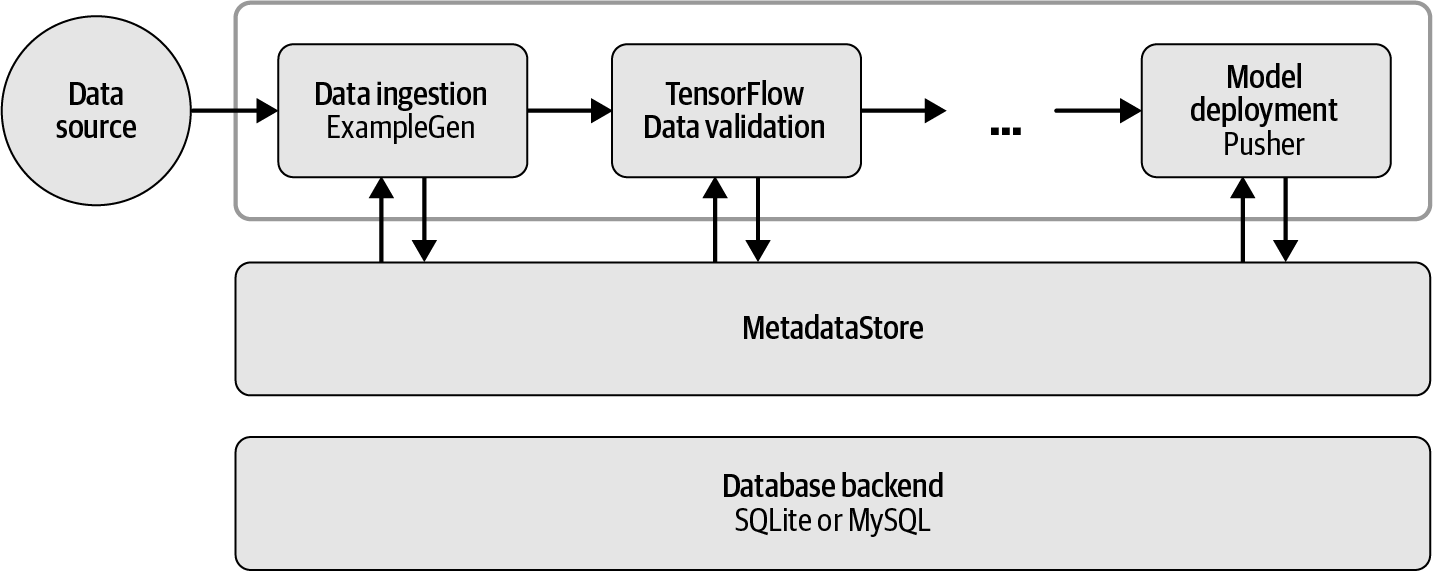 Data
source
Data ingestion
ExampleGen
TensorFlow
Data validation
...
Model
deployment
Pusher
MetadataStore
Database backend
SQLite or MySQL